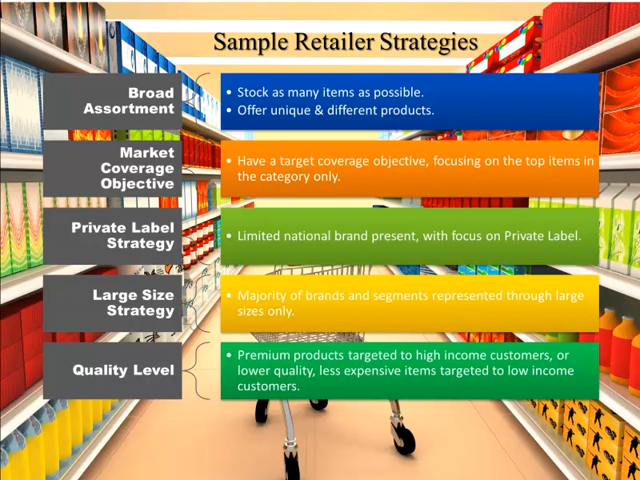 Sample Retailer Strategies
Broad
Assortment
• Stock as many items as possible.
• Offer unique & different products.
Market
Coverage
Objective
• Have a target coverage objective, focusing on the top items in
the category only.
Private Label
Strategy
• Limited national brand present, with focus on Private Label.
Large Size
Strategy
• Majority of brands and segments represented through large
sizes only.
Quality Level
• Premium products targeted to high income customers, or
lower quality, less expensive items targeted to low income
customers.